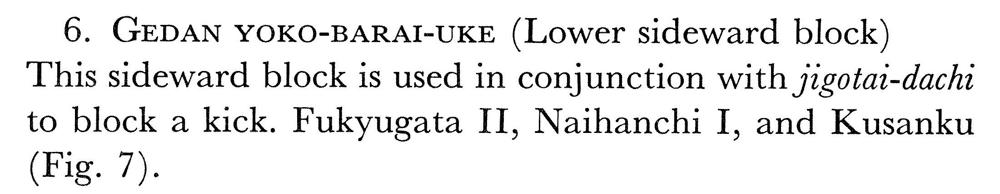 6. GEDAN YOKO-BARAI-UKE (Lower sideward block)
This sideward block is used in conjunction with jigotai-dachi
to block a kick. Fukyugata II, Naihanchi I, and Kusanku
(Fig. 7).